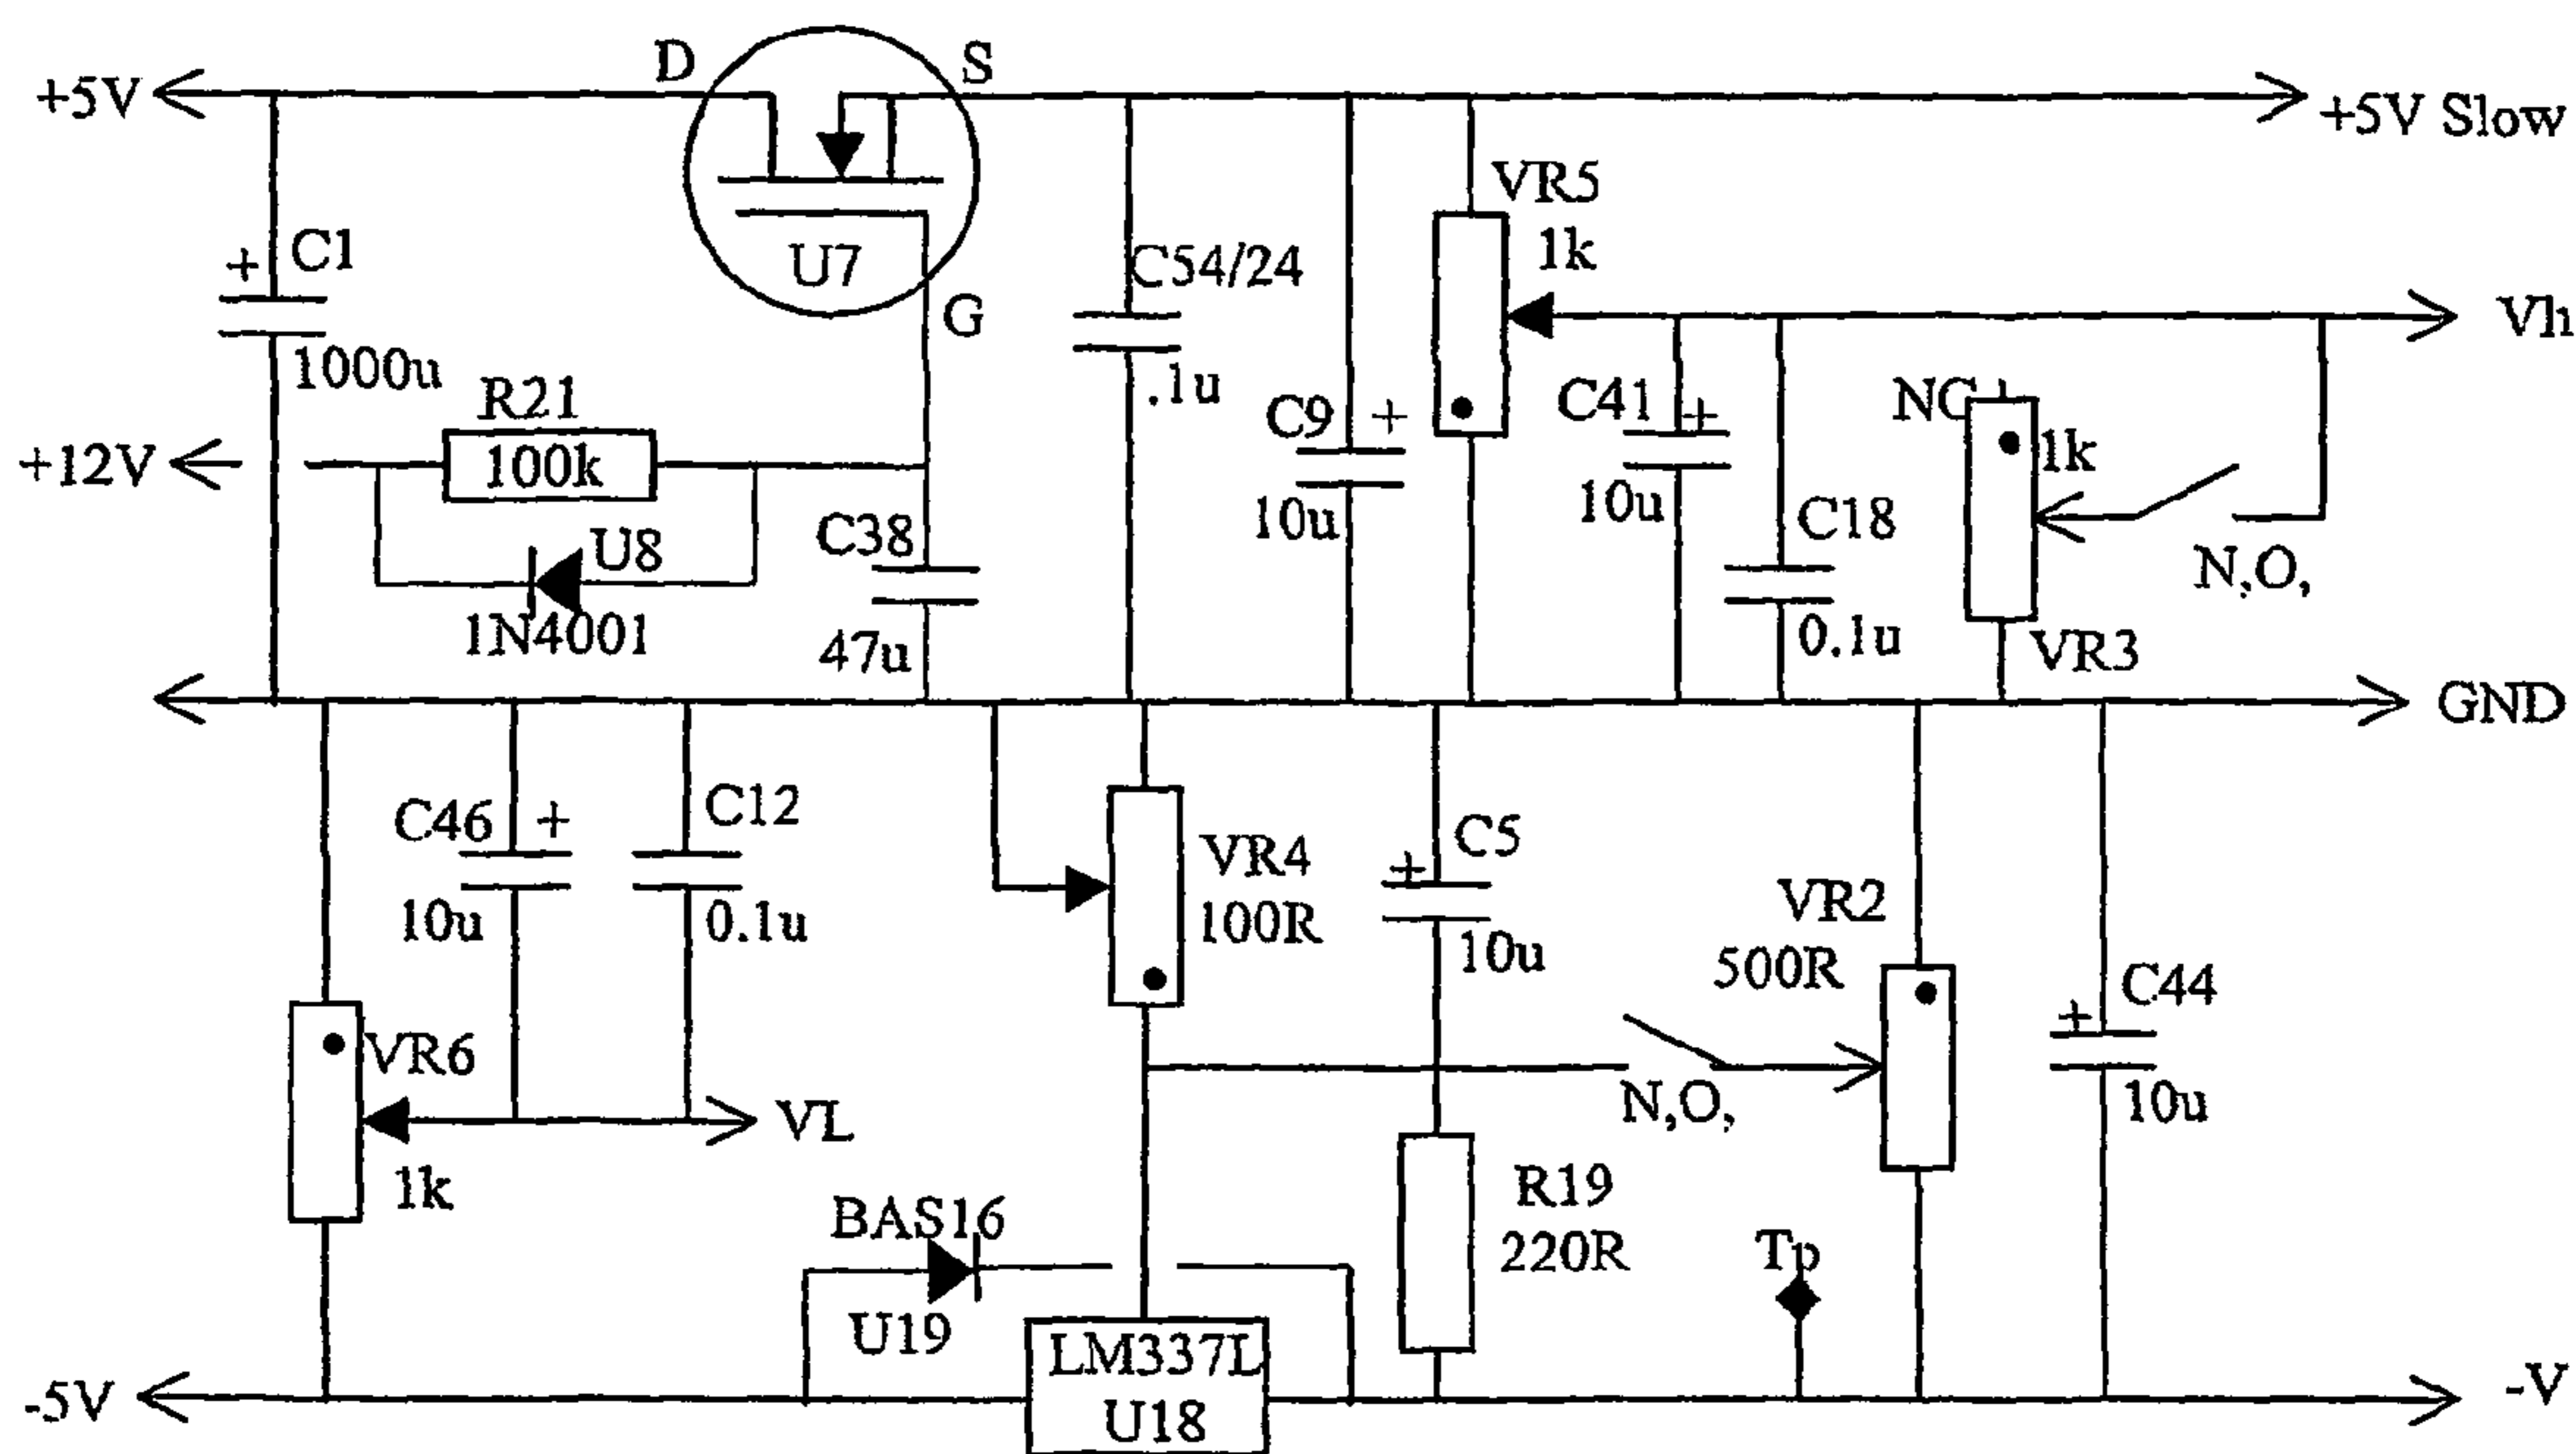 D
S
+5V
+5V Slow
VR5
1k
+ C1
U7
C54/24
G
Vh
1000u
.1u
R21
C9 +
C41 +
NC
+12V
100k
1k
10u
10u
C18
U8
C38
N,O,
1N4001
47u
0.1u
VR3
GND
C46 +
C12
C5
VR4
+
10u
0.1u
100R
VR2
10u
500R
C44
+
VR6
VL
N,O,
10u
1k
R19
BAS16
220R
Tp
U19
LM337L
-5V
U18
-V